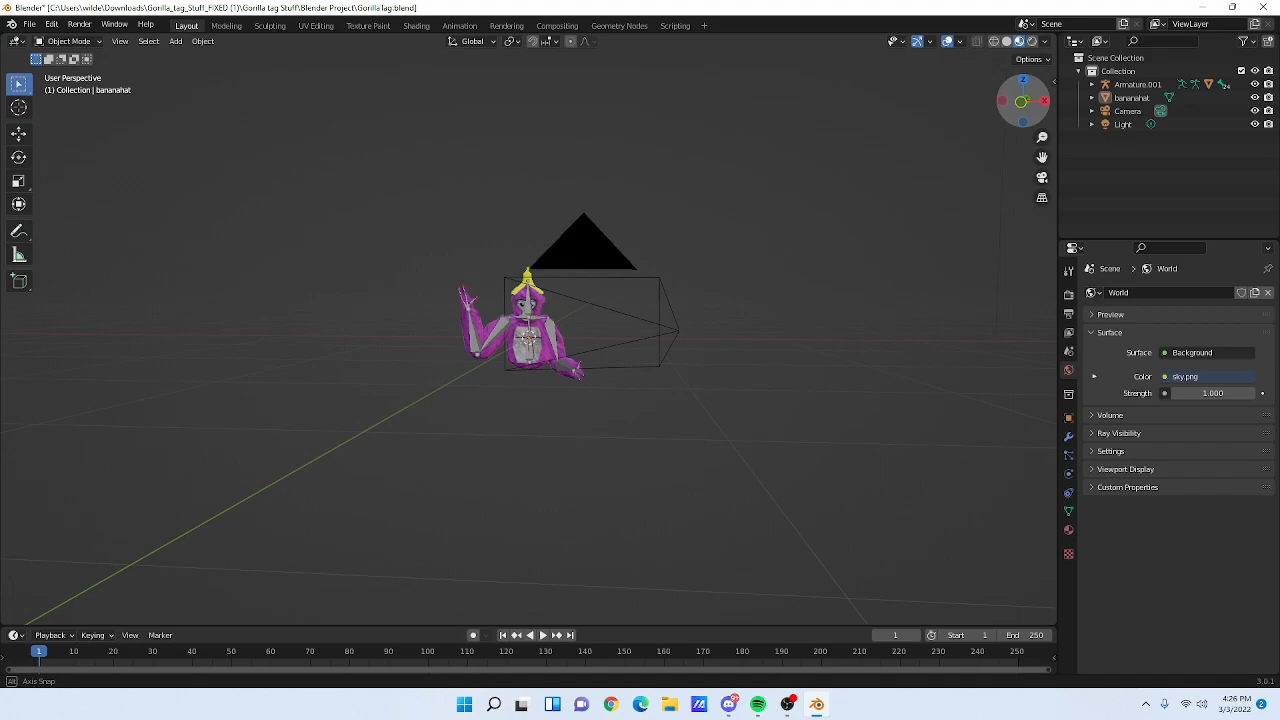 Blender* [C:\Users\wilde\Downloads\Gorilla_tag_Stuff_FIXED (1)\Gorilla tag Stuff\Blender Project\GorillaTag.blend]
File Edit Render Window Help Layout Modeling Sculpting UV Editing Texture Paint Shading Animation Rendering Compositing Geometry Nodes Scripting + Scene ViewLayer
Object Mode View Select Add Object Global
Options
User Perspective
(1) Collection | bananahat
Z
X
Scene Collection
Collection
Armature.001
24
bananahat
Camera
Light
Scene > World
World
Preview
Surface
Surface Background
Color sky.png
Strength 1.000
Volume
Ray Visibility
Settings
Viewport Display
Custom Properties
Playback Keying View Marker 1 Start 1 End 250
1 10 20 30 40 50 60 70 80 90 100 110 120 130 140 150 160 170 180 190 200 210 220 230 240 250
Alt Axis Snap 3.0.1
9+
4:26 PM
3/3/2022
2